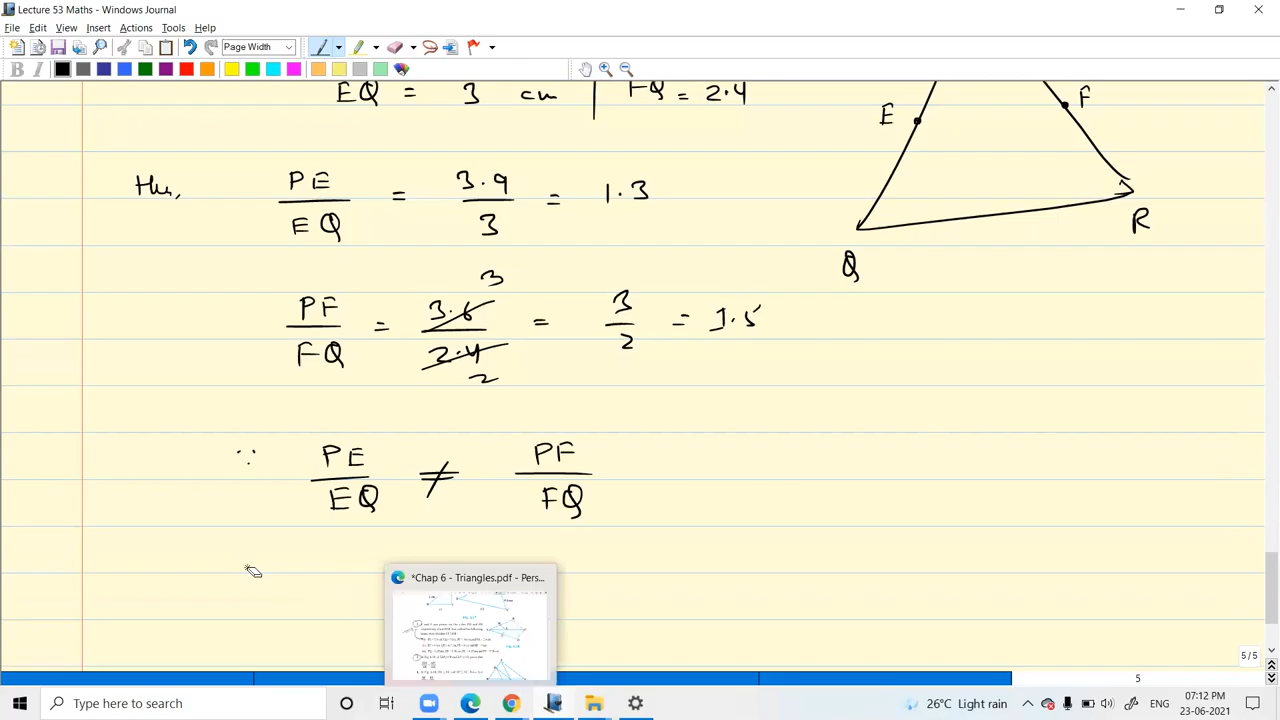 Lecture 53 Maths - Windows Journal
File Edit View Insert Actions Tools Help
Page Width
EQ = 3 cm | FQ = 2.4
E
F
Q
R
PE/EQ = 3.9/3 = 1.3
PF/FQ = 3.6/2.4 = 3/2 = 1.5
3
2
∵ PE/EQ ≠ PF/FQ
*Chap 6 - Triangles.pdf - Pers...
5/5
5
Type here to search
26°C Light rain
07:12 PM
23-06-2021